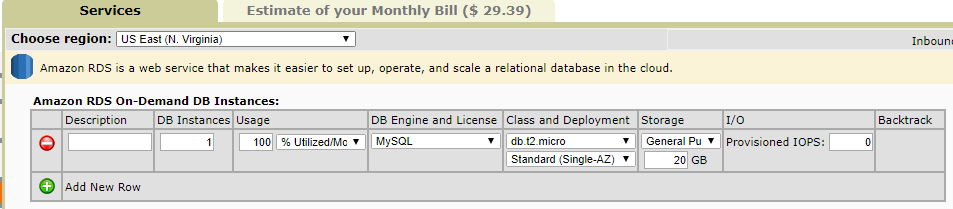 Services
Estimate of your Monthly Bill ($ 29.39)
Choose region: US East (N. Virginia)
Inboun
Amazon RDS is a web service that makes it easier to set up, operate, and scale a relational database in the cloud.
Amazon RDS On-Demand DB Instances:
Description DB Instances Usage DB Engine and License Class and Deployment Storage I/O Backtrack
1 100 % Utilized/Mo MySQL db.t2.micro General Pu Provisioned IOPS: 0
Standard (Single-AZ) 20 GB
Add New Row